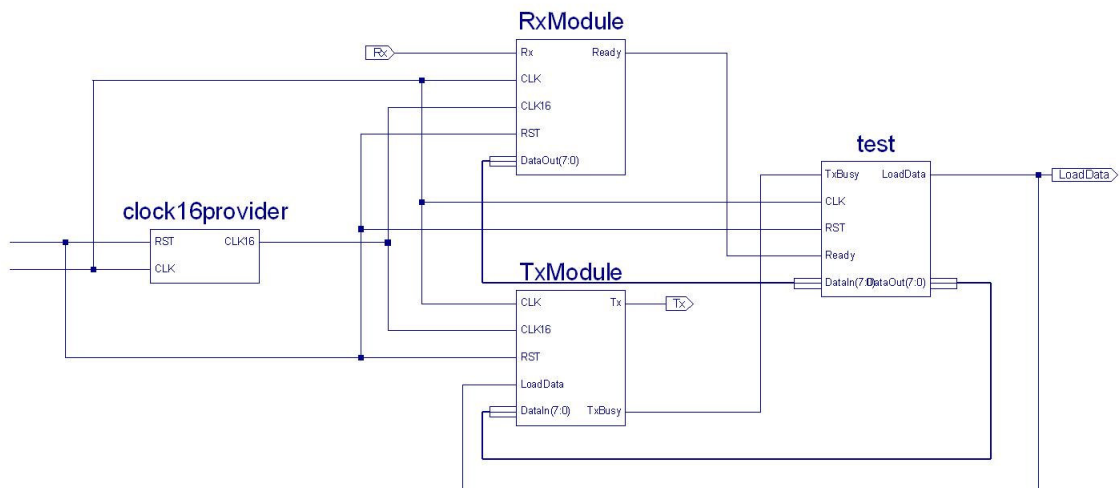 RxModule
Rx
Rx
Ready
CLK
CLK16
RST
DataOut(7:0)
test
TxBusy
LoadData
LoadData
CLK
RST
Ready
DataIn(7:0)
DataOut(7:0)
clock16provider
RST
CLK16
CLK
TxModule
CLK
Tx
Tx
CLK16
RST
LoadData
DataIn(7:0)
TxBusy